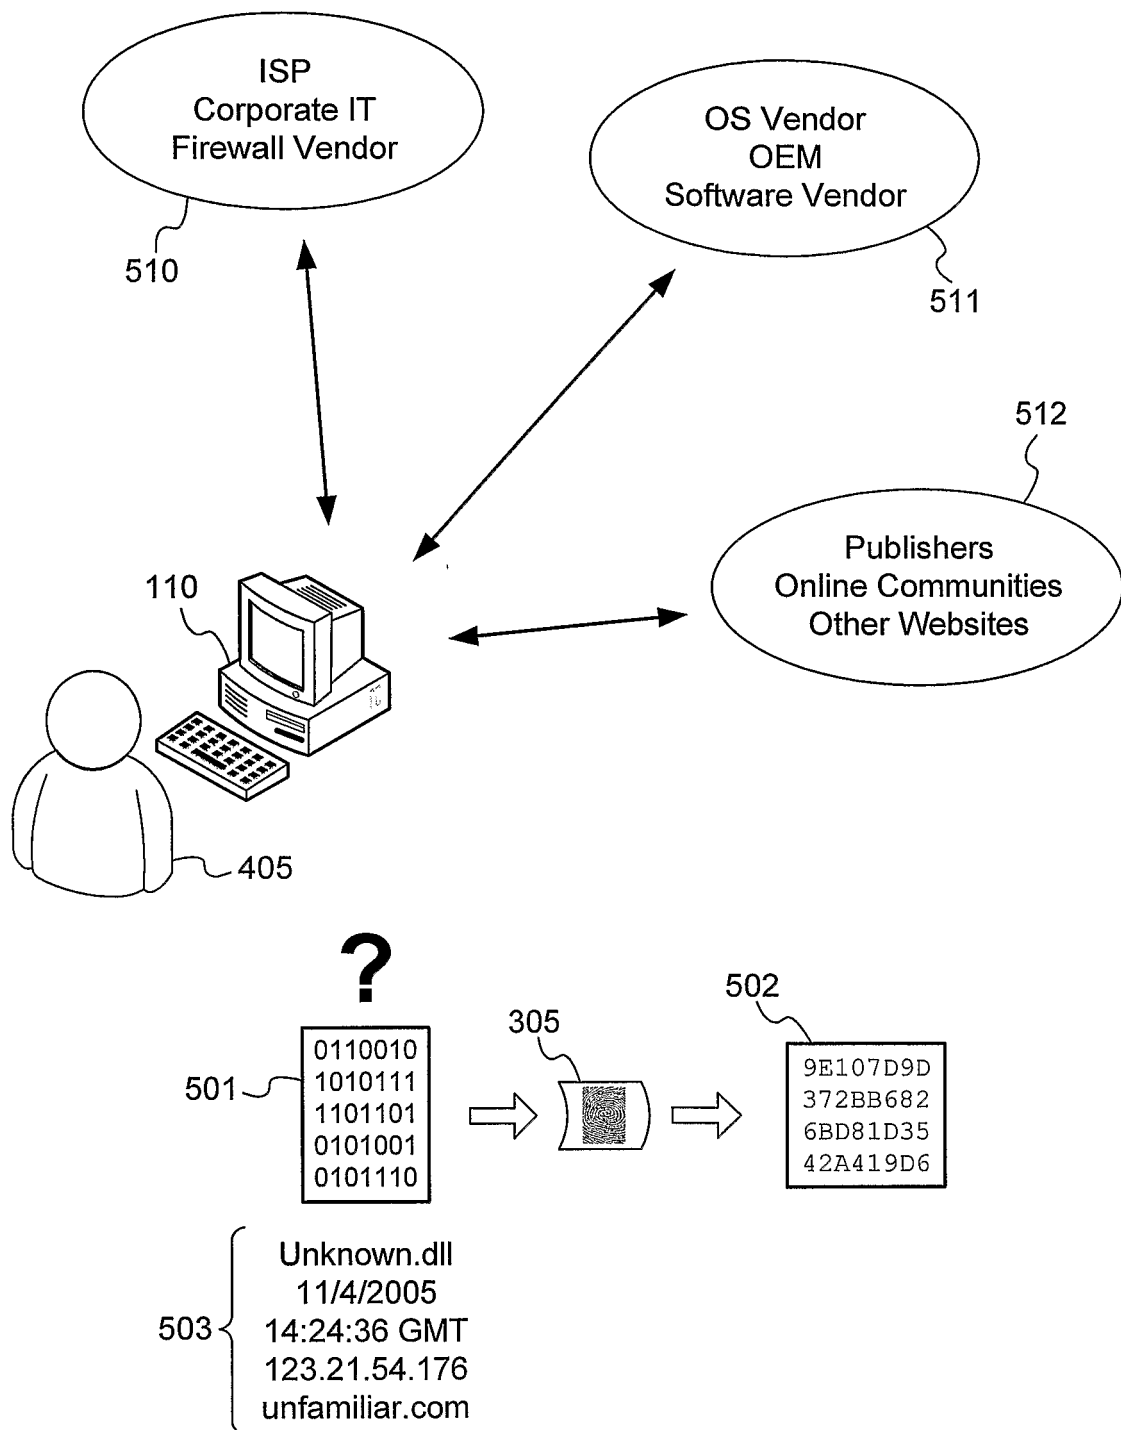 ISP
Corporate IT
Firewall Vendor
510
OS Vendor
OEM
Software Vendor
511
512
Publishers
Online Communities
Other Websites
110
405
?
501
0110010
1010111
1101101
0101001
0101110
305
502
9E107D9D
372BB682
6BD81D35
42A419D6
503
Unknown.dll
11/4/2005
14:24:36 GMT
123.21.54.176
unfamiliar.com